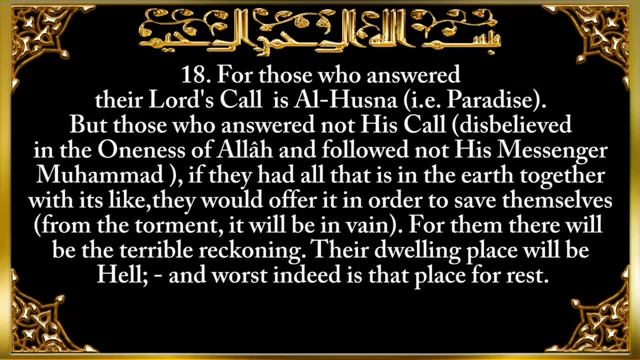 بسم الله الرحمن الرحيم
18. For those who answered
their Lord's Call is Al-Husna (i.e. Paradise).
But those who answered not His Call (disbelieved
in the Oneness of Allâh and followed not His Messenger
Muhammad ), if they had all that is in the earth together
with its like,they would offer it in order to save themselves
(from the torment, it will be in vain). For them there will
be the terrible reckoning. Their dwelling place will be
Hell; - and worst indeed is that place for rest.